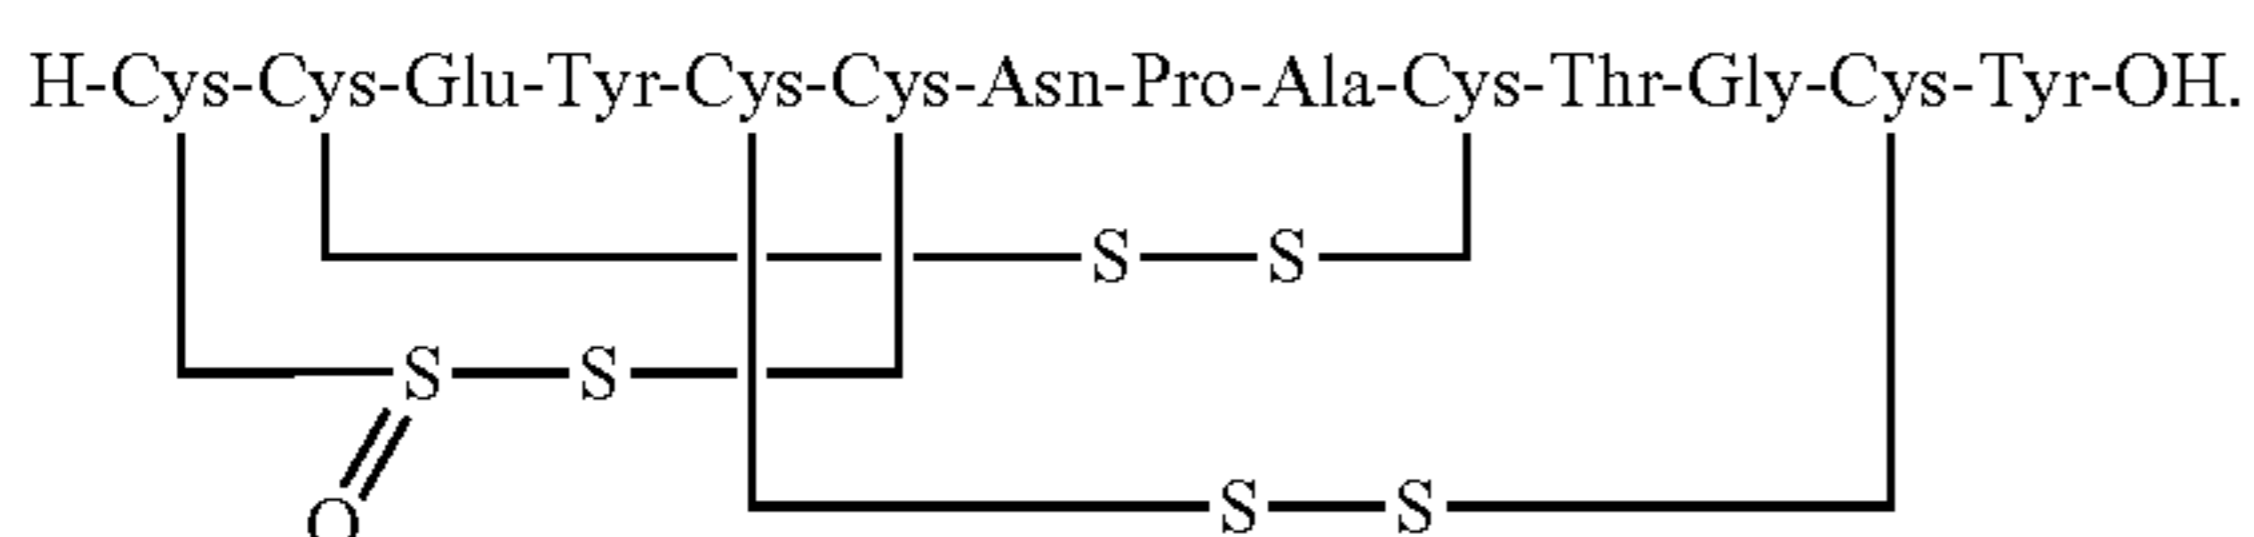 H-Cys-Cys-Glu-Tyr-Cys-Cys-Asn-Pro-Ala-Cys-Thr-Gly-Cys-Tyr-OH.
S S
S S
O
S S